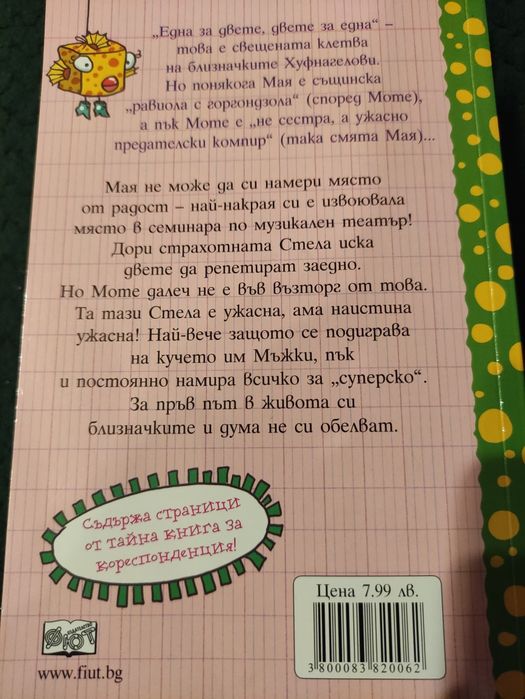 „Една за двете, двете за една“ –
това е свещената клетва
на близначките Хуфнагелови.
Но понякога Мая е същинска
„равиола с горгондзола“ (според Моте),
а пък Моте е „не сестра, а ужасно
предателски компир“ (така смята Мая)...
Мая не може да си намери място
от радост – най-накрая си е извоювала
място в семинара по музикален театър!
Дори страхотната Стела иска
двете да репетират заедно.
Но Моте далеч не е във възторг от това.
Та тази Стела е ужасна, ама наистина
ужасна! Най-вече защото се подиграва
на кучето им Мъжки, пък
и постоянно намира всичко за „суперско“.
За пръв път в живота си
близначките и дума не си обелват.
Съдържа страници
от тайна книга за
кореспонденция!
Цена 7.99 лв.
3800083820062
издателство
ФЮТ
www.fiut.bg